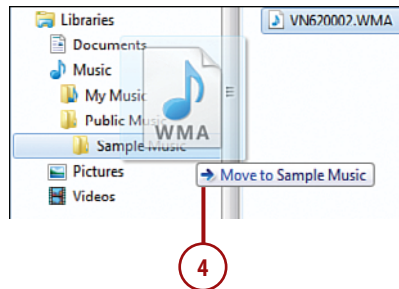 Libraries
VN620002.WMA
Documents
Music
My Music
WMA
Public Music
Sample Music
Pictures
Move to Sample Music
Videos
4